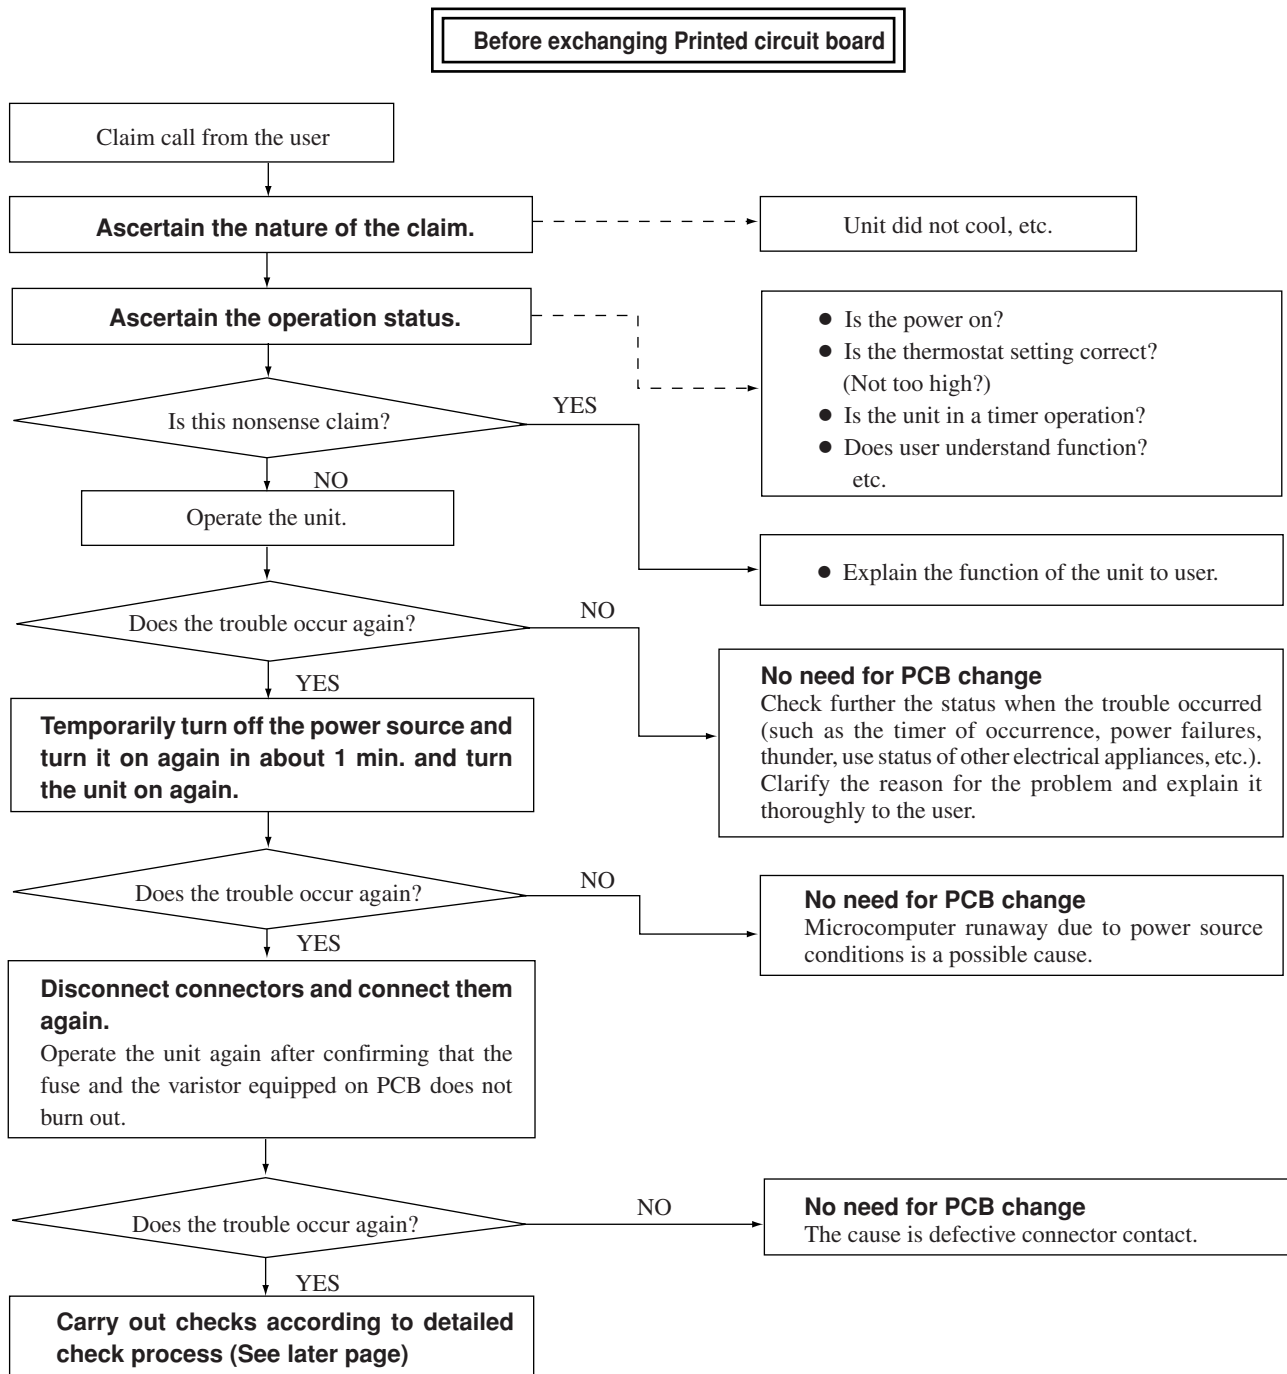 Before exchanging Printed circuit board
Claim call from the user
Ascertain the nature of the claim.
Unit did not cool, etc.
Ascertain the operation status.
● Is the power on?
● Is the thermostat setting correct?
(Not too high?)
● Is the unit in a timer operation?
● Does user understand function?
etc.
Is this nonsense claim?
YES
NO
Operate the unit.
● Explain the function of the unit to user.
Does the trouble occur again?
NO
YES
No need for PCB change
Check further the status when the trouble occurred
(such as the timer of occurrence, power failures,
thunder, use status of other electrical appliances, etc.).
Clarify the reason for the problem and explain it
thoroughly to the user.
Temporarily turn off the power source and
turn it on again in about 1 min. and turn
the unit on again.
Does the trouble occur again?
NO
YES
No need for PCB change
Microcomputer runaway due to power source
conditions is a possible cause.
Disconnect connectors and connect them
again.
Operate the unit again after confirming that the
fuse and the varistor equipped on PCB does not
burn out.
Does the trouble occur again?
NO
YES
No need for PCB change
The cause is defective connector contact.
Carry out checks according to detailed
check process (See later page)